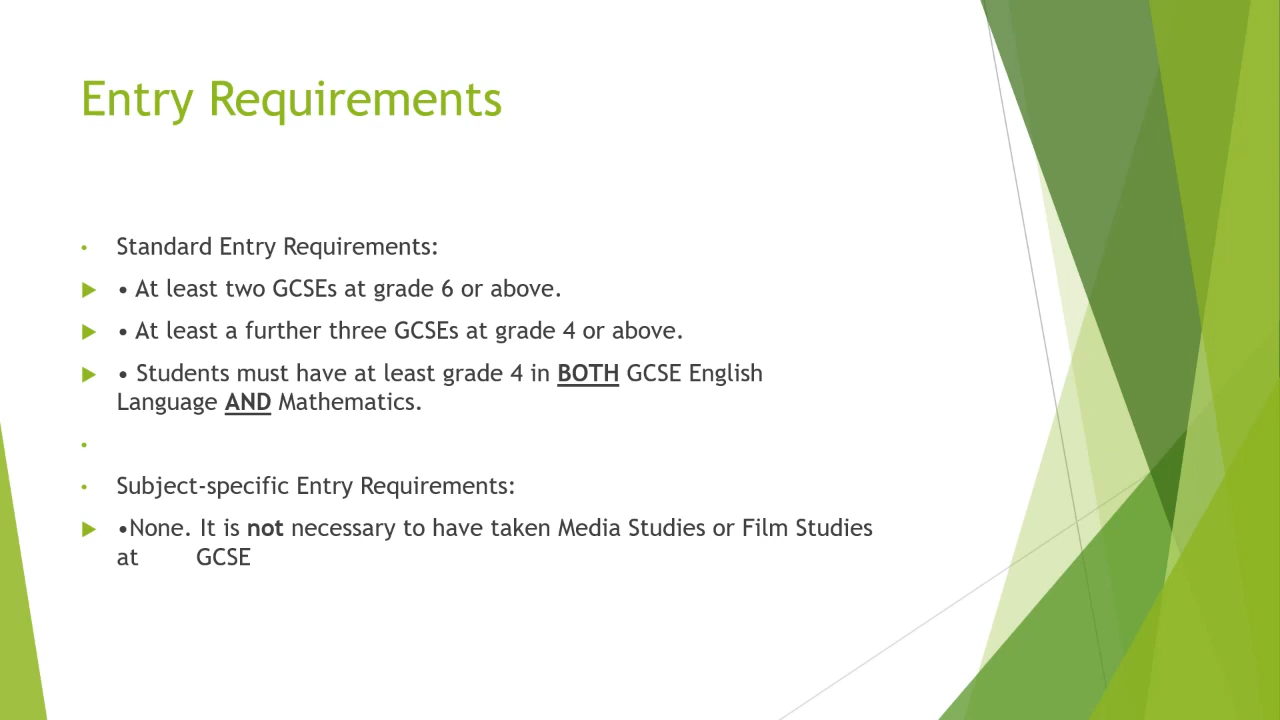 Entry Requirements
• Standard Entry Requirements:
▶ • At least two GCSEs at grade 6 or above.
▶ • At least a further three GCSEs at grade 4 or above.
▶ • Students must have at least grade 4 in BOTH GCSE English
Language AND Mathematics.
•
• Subject-specific Entry Requirements:
▶ •None. It is not necessary to have taken Media Studies or Film Studies
at GCSE